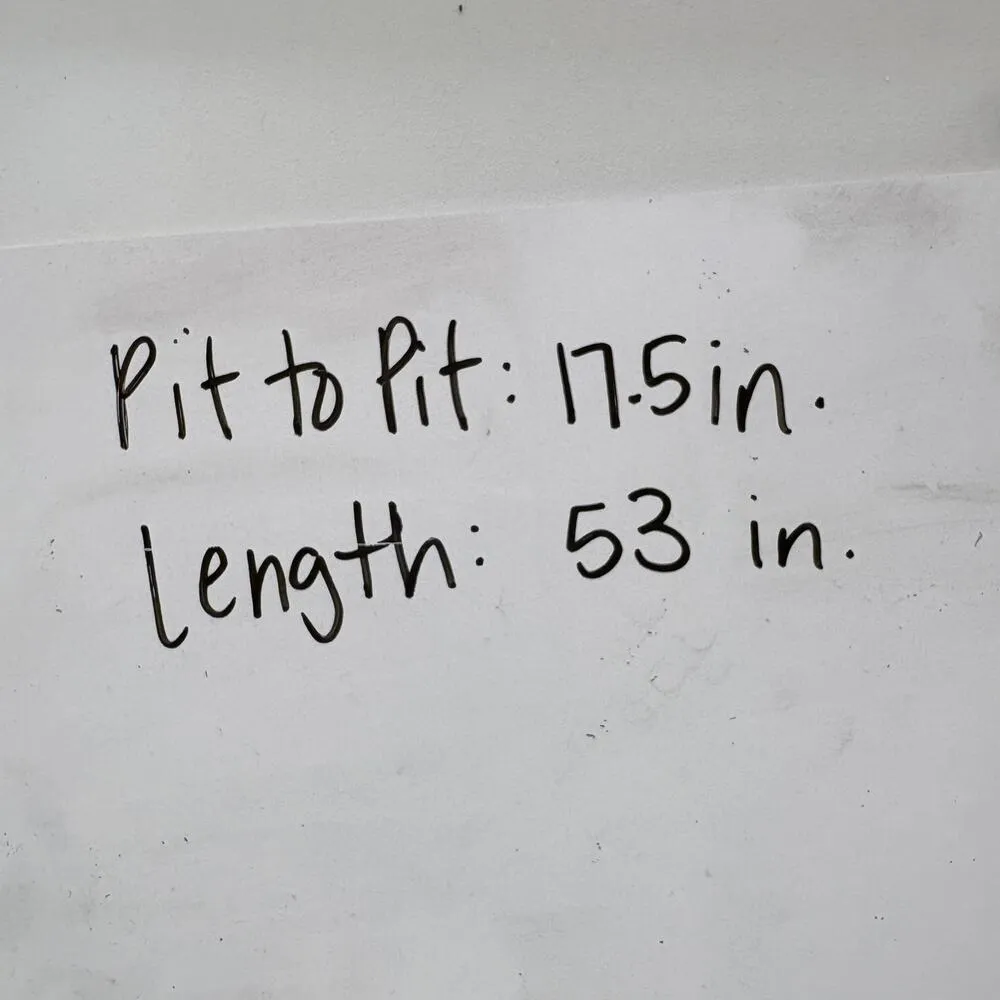 Pit to Pit: 17.5in.
Length: 53 in.